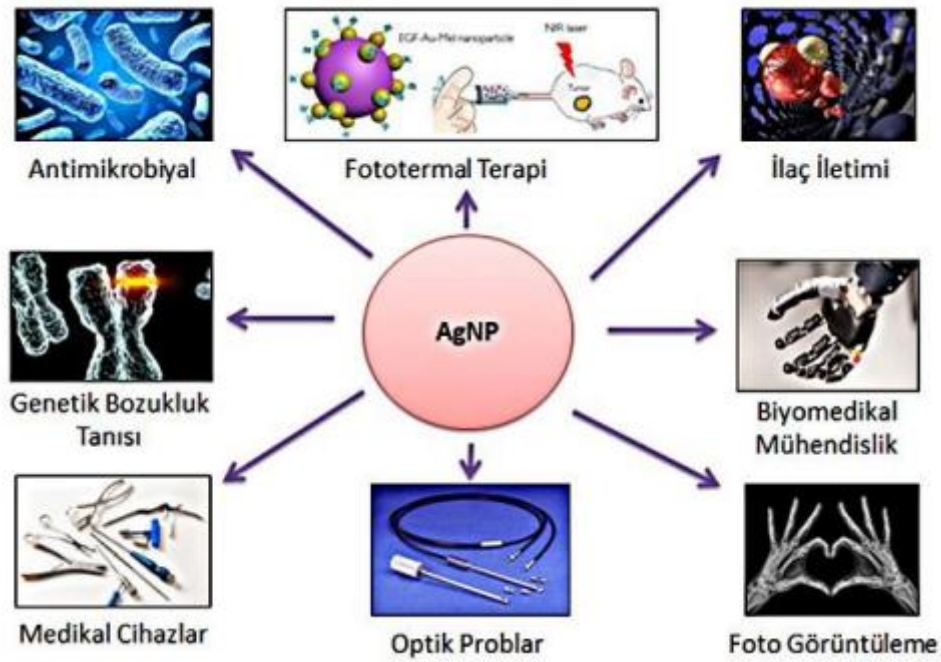 EGF-Au-Mel nanoparticle
NIR laser
Tumor
Antimikrobiyal
Fototermal Terapi
İlaç İletimi
AgNP
Genetik Bozukluk
Tanısı
Biyomedikal
Mühendislik
Medikal Cihazlar
Optik Problar
Foto Görüntüleme